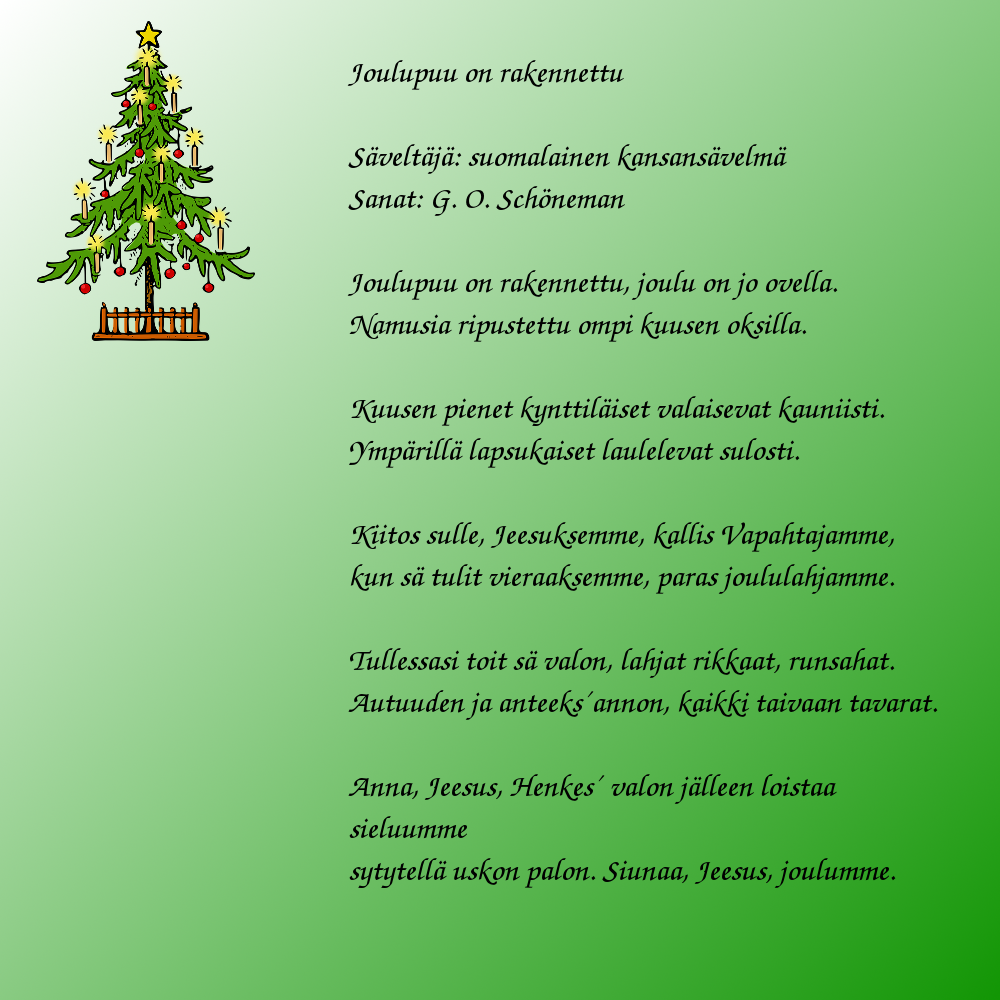 Joulupuu on rakennettu
Säveltäjä: suomalainen kansansävelmä
Sanat: G. O. Schöneman
Joulupuu on rakennettu, joulu on jo ovella.
Namusia ripustettu ompi kuusen oksilla.
Kuusen pienet kynttiläiset valaisevat kauniisti.
Ympärillä lapsukaiset laulelevat sulosti.
Kiitos sulle, Jeesuksemme, kallis Vapahtajamme,
kun sä tulit vieraaksemme, paras joululahjamme.
Tullessasi toit sä valon, lahjat rikkaat, runsahat.
Autuuden ja anteeks´annon, kaikki taivaan tavarat.
Anna, Jeesus, Henkes´ valon jälleen loistaa
sieluumme
sytytellä uskon palon. Siunaa, Jeesus, joulumme.